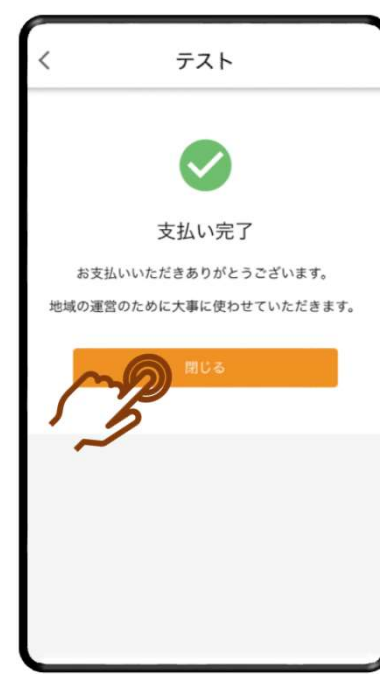 テスト
支払い完了
お支払いいただきありがとうございます。
地域の運営のために大事に使わせていただきます。
閉じる